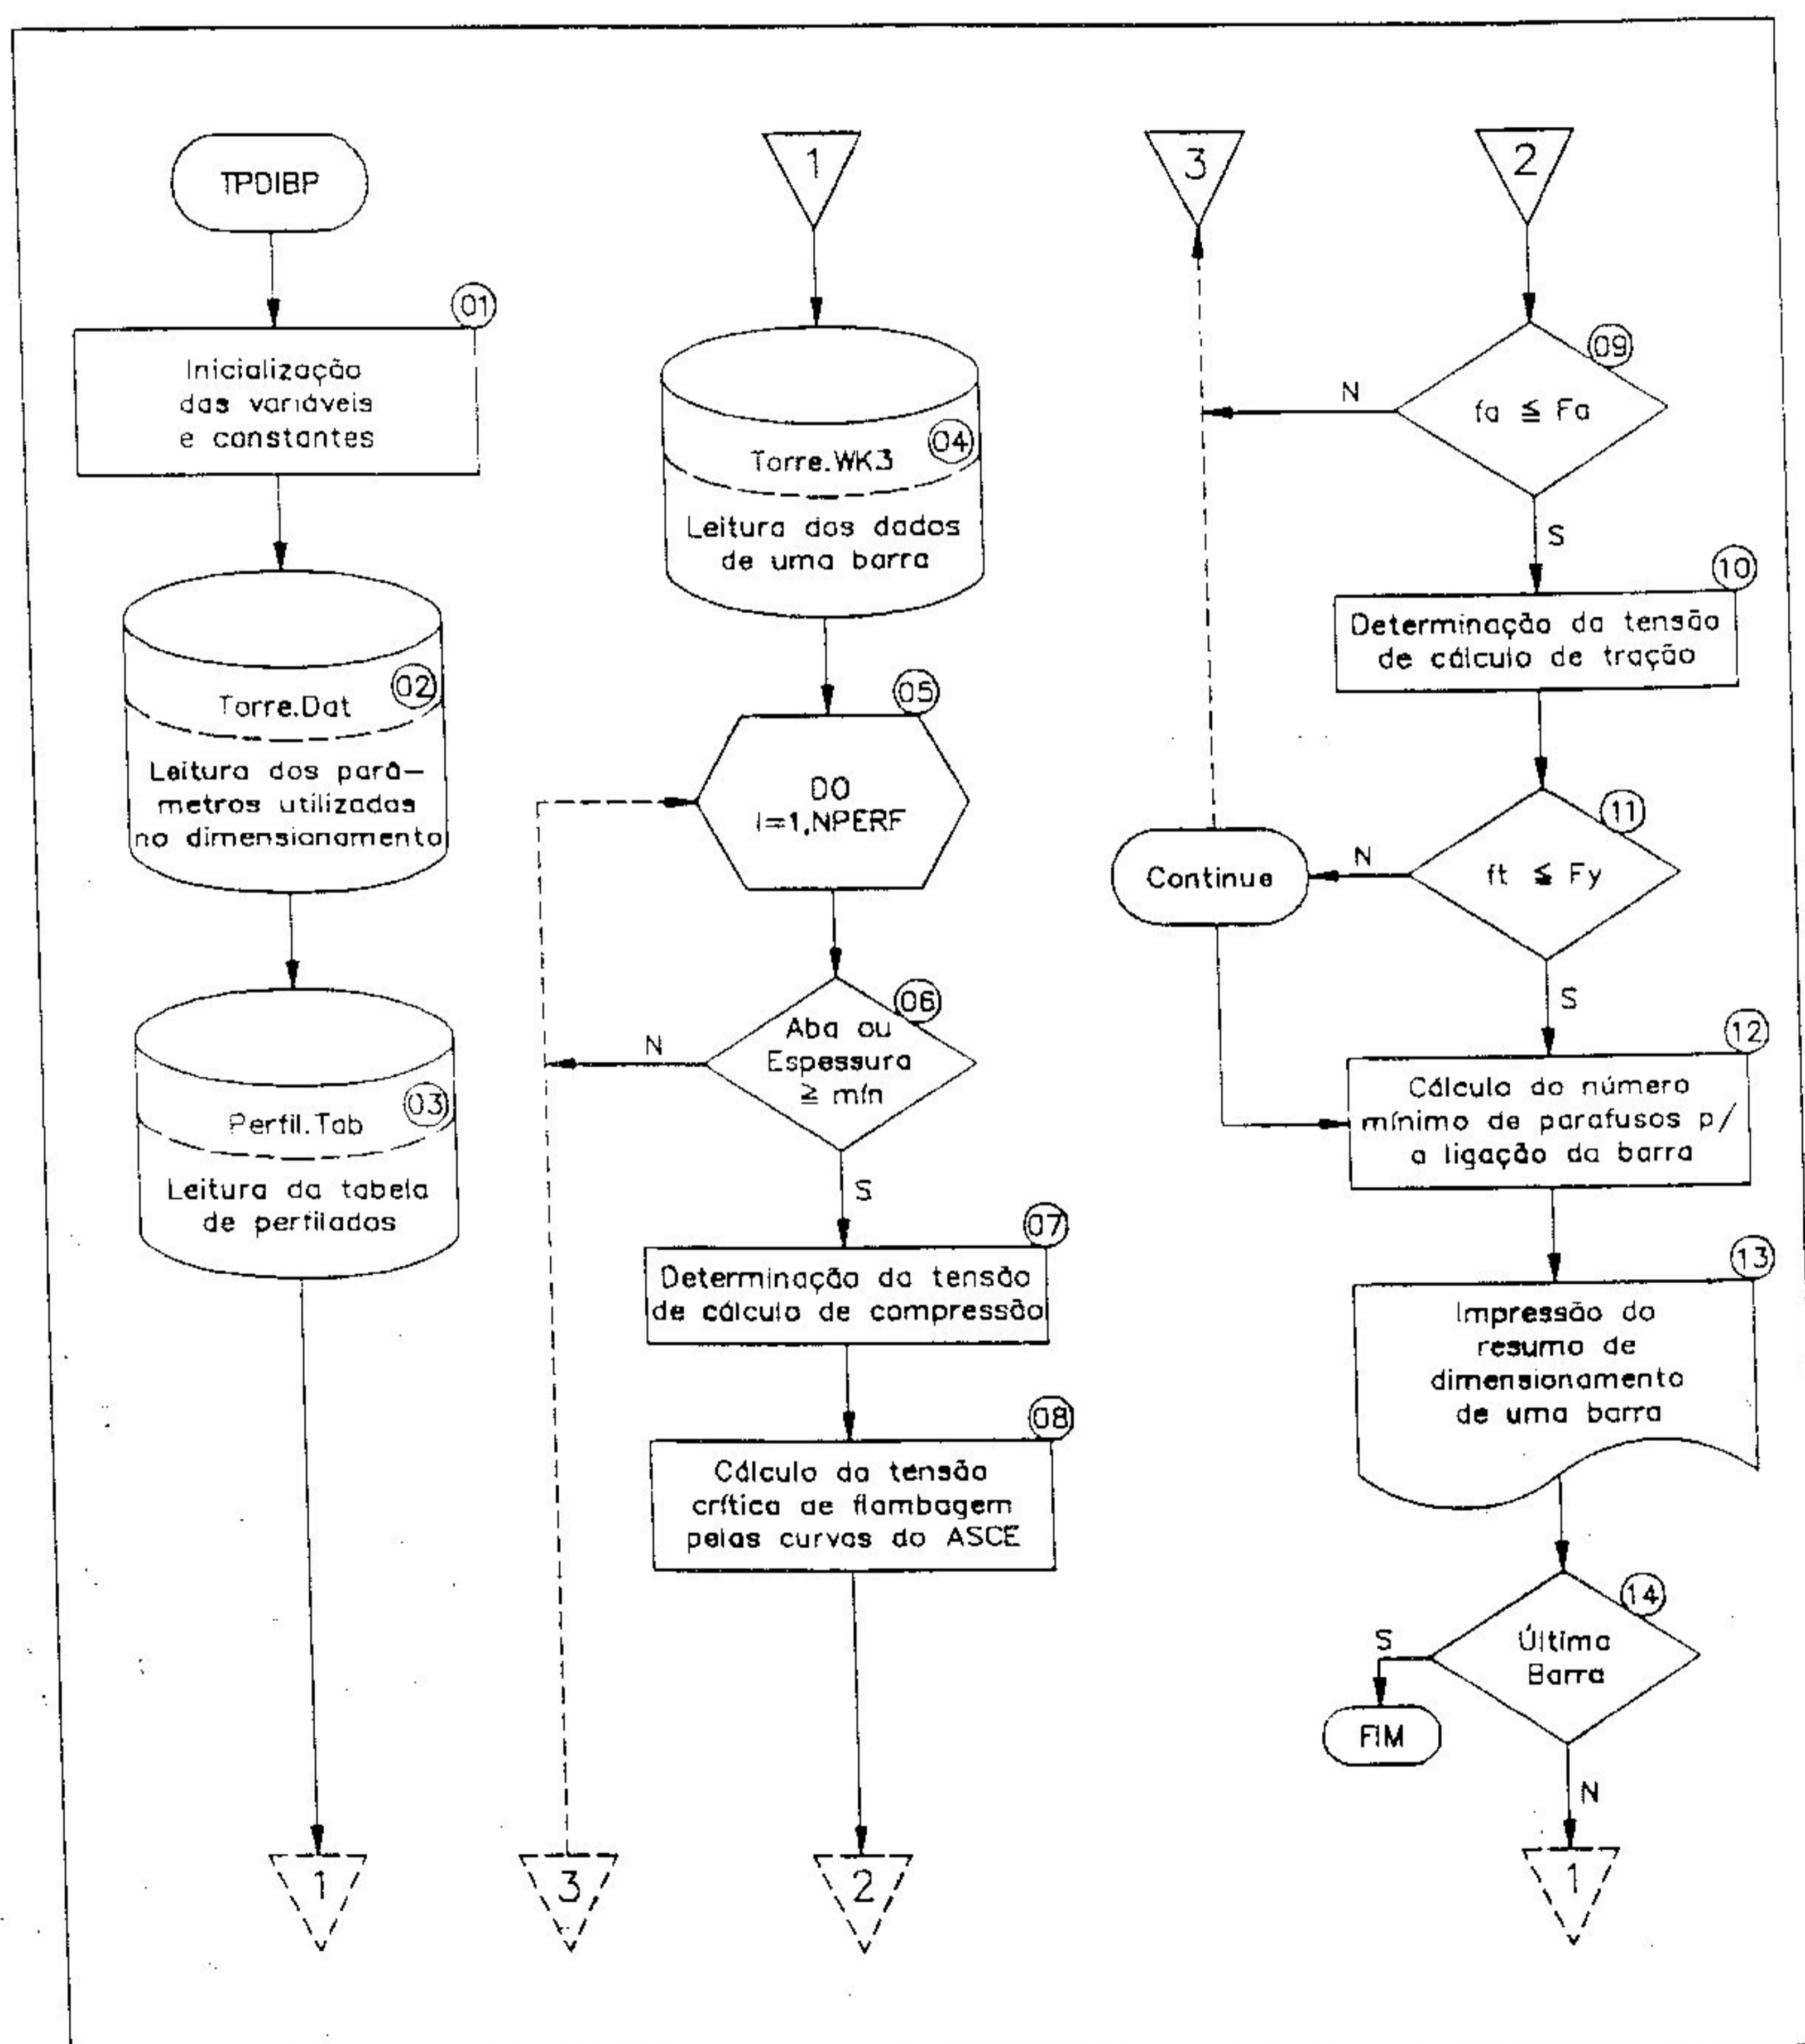 TPDIBP
01
Inicialização
das variáveis
e constantes
02
Torre.Dat
Leitura dos parâ-
metros utilizados
no dimensionamento
03
Perfil.Tab
Leitura da tabela
de perfilados
1
1
04
Torre.WK3
Leitura dos dados
de uma barra
05
DO
I=1,NPERF
06
Aba ou
Espessura
≧ mín
N
S
07
Determinação da tensão
de cálculo de compressão
08
Cálculo da tensão
crítica de flambagem
pelas curvas do ASCE
3
2
3
2
09
fa ≦ Fa
N
S
10
Determinação da tensão
de cálculo de tração
11
ft ≦ Fy
N
Continue
S
12
Cálculo do número
mínimo de parafusos p/
a ligação da barra
13
Impressão do
resumo de
dimensionamento
de uma barra
14
Última
Barra
S
FIM
N
1